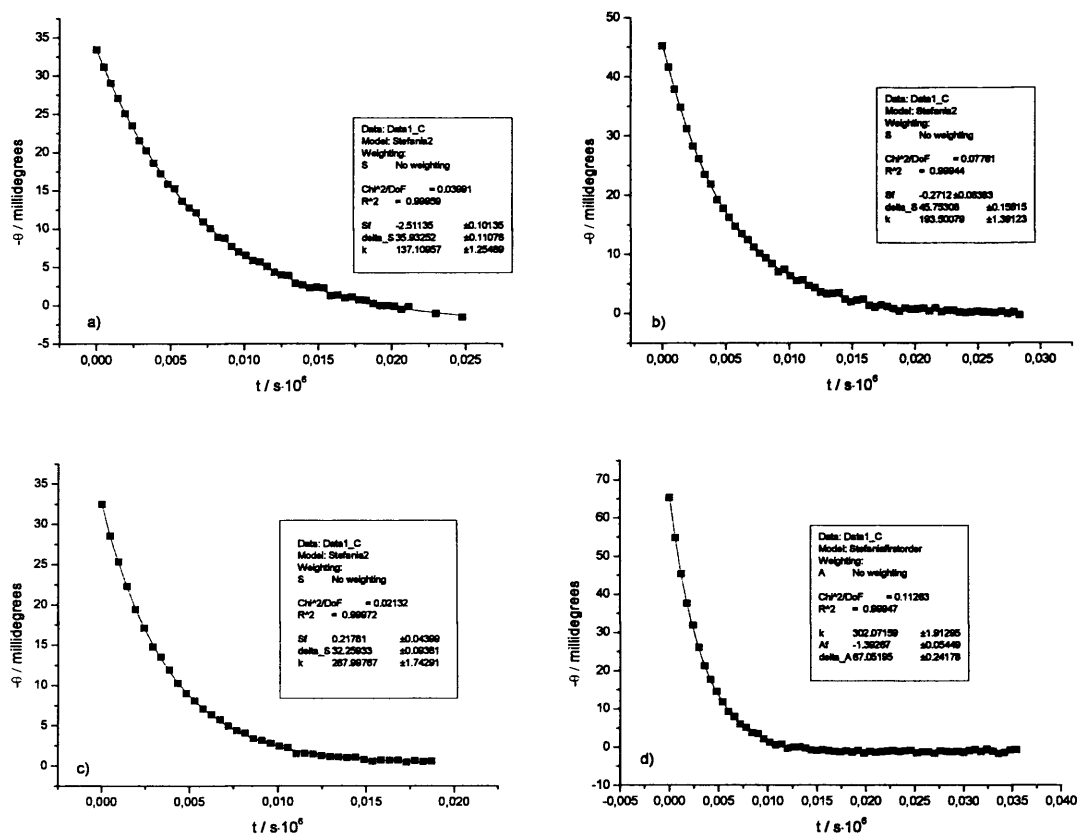 35
30
25
20
15
10
5
0
-5
-θ / millidegrees
Data: Data1_C
Model: Stefania2
Weighting:
S No weighting
Chi^2/DoF = 0.03991
R^2 = 0.99959
Sf -2.51135 ±0.10135
delta_S 35.93252 ±0.11076
k 137.10957 ±1.25469
a)
0,000 0,005 0,010 0,015 0,020 0,025
t / s·10⁶
50
40
30
20
10
0
-θ / millidegrees
Data: Data1_C
Model: Stefania2
Weighting:
S No weighting
Chi^2/DoF = 0.07781
R^2 = 0.99944
Sf -0.2712 ±0.08363
delta_S 45.75308 ±0.15815
k 193.50079 ±1.39123
b)
0,000 0,005 0,010 0,015 0,020 0,025 0,030
t / s·10⁶
35
30
25
20
15
10
5
0
-θ / millidegrees
Data: Data1_C
Model: Stefania2
Weighting:
S No weighting
Chi^2/DoF = 0.02132
R^2 = 0.99972
Sf 0.21781 ±0.04399
delta_S 32.25933 ±0.09361
k 267.99767 ±1.74291
c)
0,000 0,005 0,010 0,015 0,020
t / s·10⁶
70
60
50
40
30
20
10
0
-10
-θ / millidegrees
Data: Data1_C
Model: Stefaniafirstorder
Weighting:
A No weighting
Chi^2/DoF = 0.11263
R^2 = 0.99947
k 302.07159 ±1.91295
Af -1.39267 ±0.05449
delta_A 67.05195 ±0.24178
d)
-0,005 0,000 0,005 0,010 0,015 0,020 0,025 0,030 0,035 0,040
t / s·10⁶